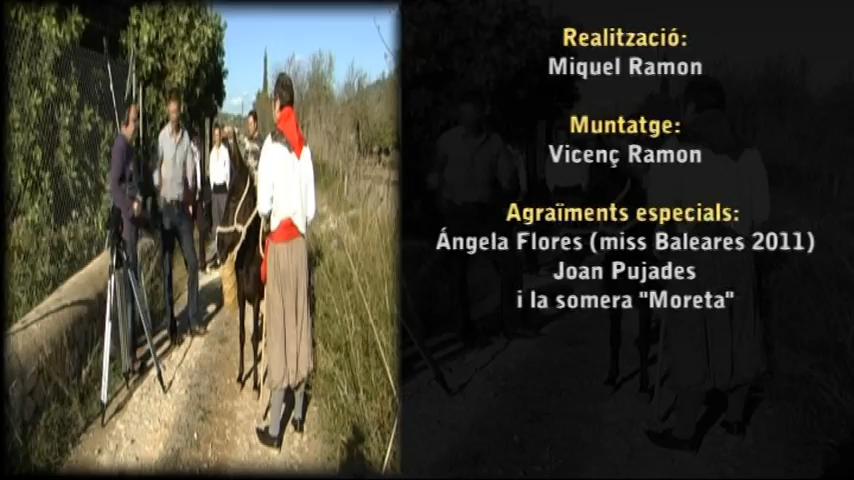 Realització:
Miquel Ramon
Muntatge:
Vicenç Ramon
Agraïments especials:
Ángela Flores (miss Baleares 2011)
Joan Pujades
i la somera "Moreta"